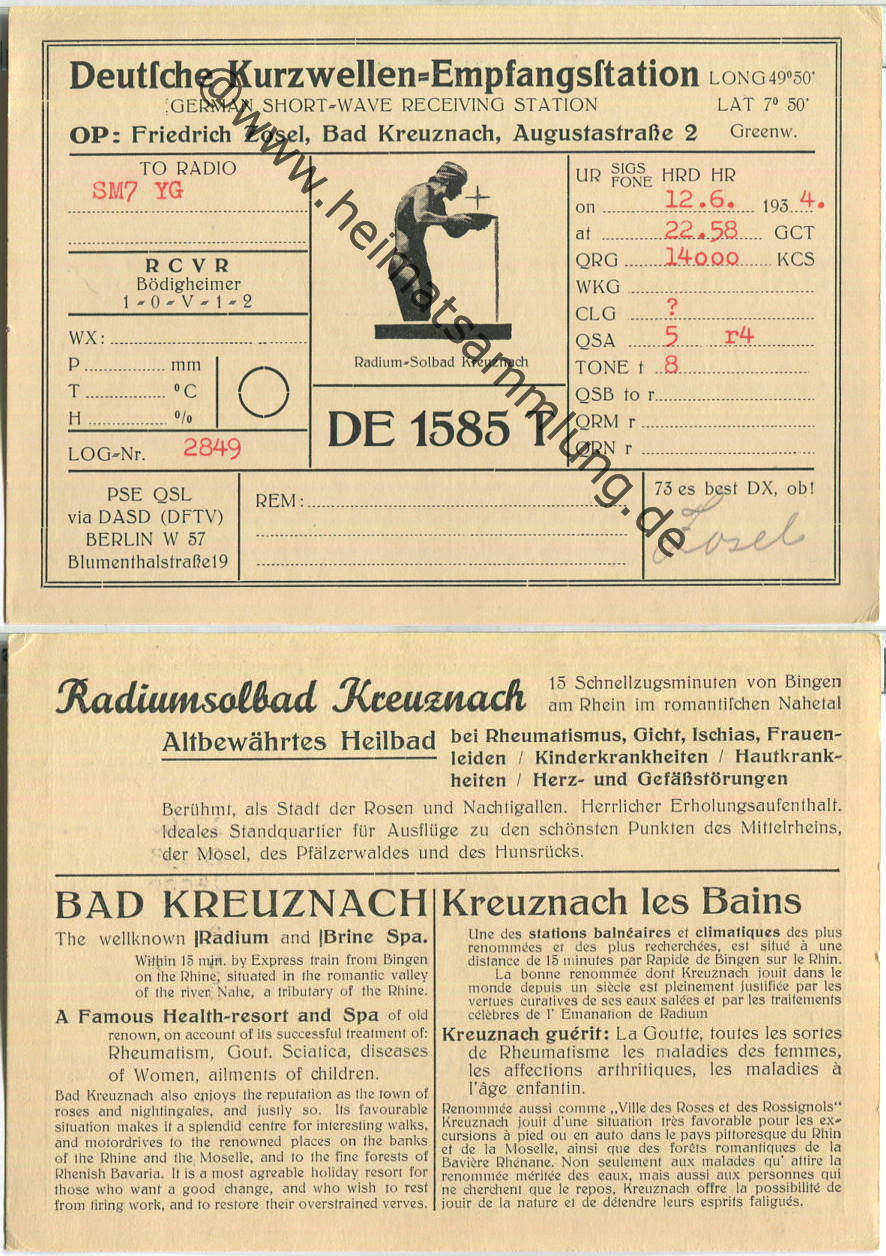 Deutſche Kurzwellen=Empfangsſtation LONG 49⁰50'
GERMAN SHORT-WAVE RECEIVING STATION LAT 7⁰ 50'
OP: Friedrich Zosel, Bad Kreuznach, Augustastraße 2 Greenw.
TO RADIO
SM7 YG
RCVR
Bödigheimer
1-O-V-1-2
WX:
P mm
T ⁰C
H %
LOG-Nr. 2849
Radium-Solbad Kreuznach
DE 1585 T
UR SIGS FONE HRD HR
on 12.6. 1934.
at 22.58 GCT
QRG 14000 KCS
WKG
CLG ?
QSA 5 r4
TONE t 8
QSB to r
QRM r
QRN r
PSE QSL
via DASD (DFTV)
BERLIN W 57
Blumenthalstraße19
REM:
73 es best DX, ob!
Zosel
@www.heimatsammlung.de
Radiumsolbad Kreuznach
15 Schnellzugsminuten von Bingen
am Rhein im romantiſchen Nahetal
Altbewährtes Heilbad
bei Rheumatismus, Gicht, Ischias, Frauen-
leiden / Kinderkrankheiten / Hautkrank-
heiten / Herz- und Gefäßstörungen
Berühmt, als Stadt der Rosen und Nachtigallen. Herrlicher Erholungsaufenthalt.
Ideales Standquartier für Ausflüge zu den schönsten Punkten des Mittelrheins,
der Mosel, des Pfälzerwaldes und des Hunsrücks.
BAD KREUZNACH
The wellknown |Radium and |Brine Spa.
Within 15 min. by Express train from Bingen
on the Rhine, situated in the romantic valley
of the river Nahe, a tributary of the Rhine.
A Famous Health-resort and Spa of old
renown, on account of its successful treatment of:
Rheumatism, Gout. Sciatica, diseases
of Women, ailments of children.
Bad Kreuznach also enjoys the reputation as the town of
roses and nightingales, and justly so. Its favourable
situation makes it a splendid centre for interesting walks,
and motordrives to the renowned places on the banks
of the Rhine and the Moselle, and to the fine forests of
Rhenish Bavaria. It is a most agreable holiday resort for
those who want a good change, and who wish to rest
from tiring work, and to restore their overstrained verves.
Kreuznach les Bains
Une des stations balnéaires et climatiques des plus
renommées et des plus recherchées, est situé à une
distance de 15 minutes par Rapide de Bingen sur le Rhin.
La bonne renommée dont Kreuznach jouit dans le
monde depuis un siècle est pleinement justifiée par les
vertues curatives de ses eaux salées et par les traitements
célèbres de l' Emanation de Radium
Kreuznach guérit: La Goutte, toutes les sortes
de Rheumatisme les maladies des femmes,
les affections arthritiques, les maladies à
l'âge enfantin.
Renommée aussi comme „Ville des Roses et des Rossignols“
Kreuznach jouit d'une situation très favorable pour les ex-
cursions à pied ou en auto dans le pays pittoresque du Rhin
et de la Moselle, ainsi que des forêts romantiques de la
Bavière Rhénane. Non seulement aux malades qu' attire la
renommée méritée des eaux, mais aussi aux personnes qui
ne cherchent que le repos, Kreuznach offre la possibilité de
jouir de la nature et de détendre leurs esprits faligués.